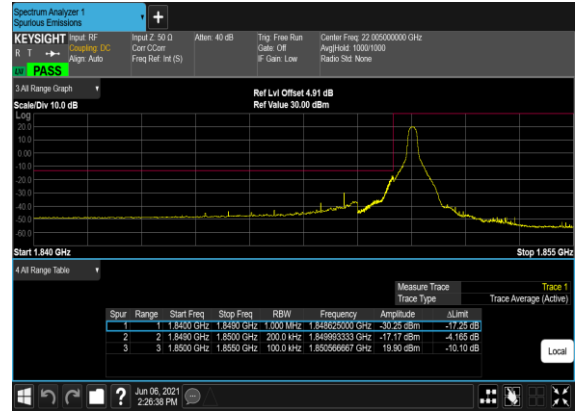 Spectrum Analyzer 1
Spurious Emissions
KEYSIGHT Input: RF Input Z: 50 Ω Atten: 40 dB Trig: Free Run Center Freq: 22.005000000 GHz
R T Coupling: DC Corr CCorr Gate: Off Avg|Hold: 1000/1000
Align: Auto Freq Ref: Int (S) IF Gain: Low Radio Std: None
PASS
3 All Range Graph
Ref Lvl Offset 4.91 dB
Scale/Div 10.0 dB Ref Value 30.00 dBm
Log
20.0
10.0
0.00
-10.0
-20.0
-30.0
-40.0
-50.0
-60.0
Start 1.840 GHz Stop 1.855 GHz
4 All Range Table
Measure Trace Trace 1
Trace Type Trace Average (Active)
Spur Range Start Freq Stop Freq RBW Frequency Amplitude ΔLimit
1 1 1.8400 GHz 1.8490 GHz 1.000 MHz 1.848625000 GHz -30.25 dBm -17.25 dB
2 2 1.8490 GHz 1.8500 GHz 200.0 kHz 1.849993333 GHz -17.17 dBm -4.165 dB
3 3 1.8500 GHz 1.8550 GHz 100.0 kHz 1.850566667 GHz 19.90 dBm -10.10 dB
Local
? Jun 06, 2021
2:26:38 PM